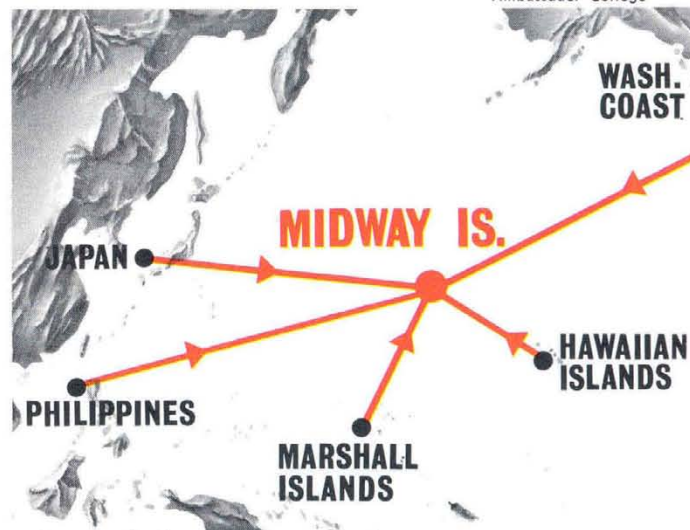 WASH.
COAST
MIDWAY IS.
JAPAN
HAWAIIAN
ISLANDS
PHILIPPINES
MARSHALL
ISLANDS